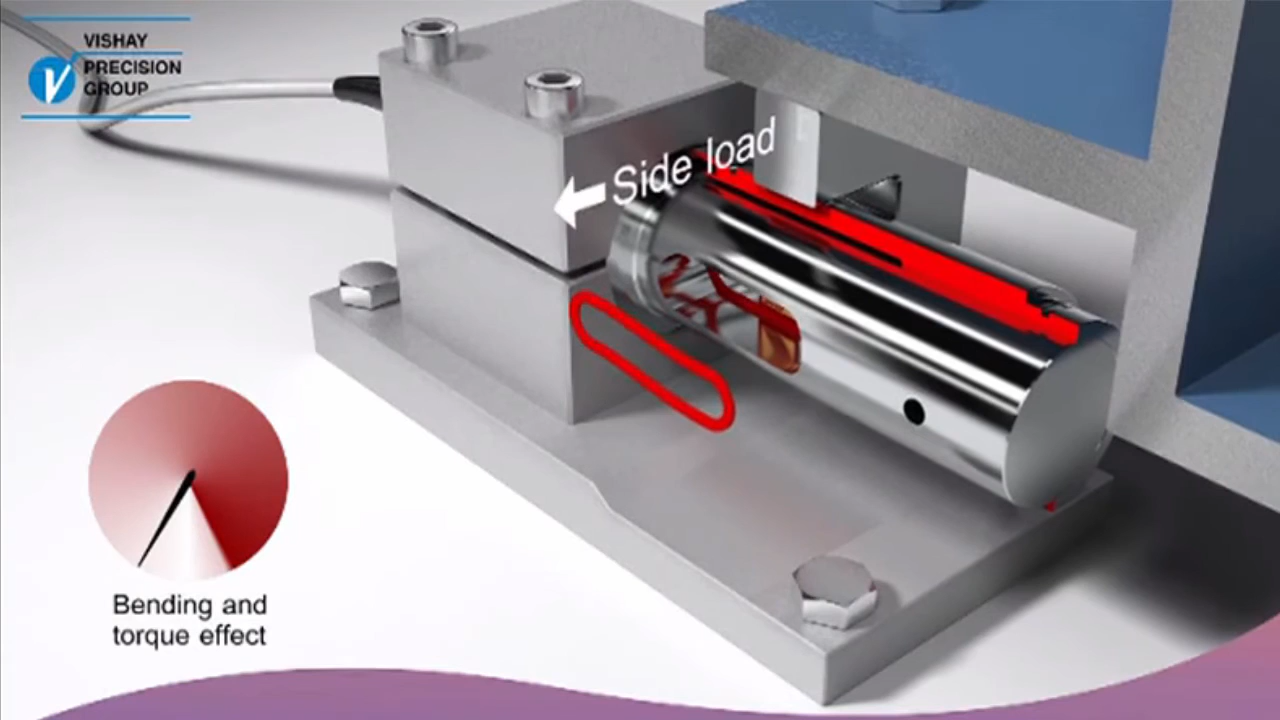 VISHAY
PRECISION
GROUP
Side load
Bending and
torque effect